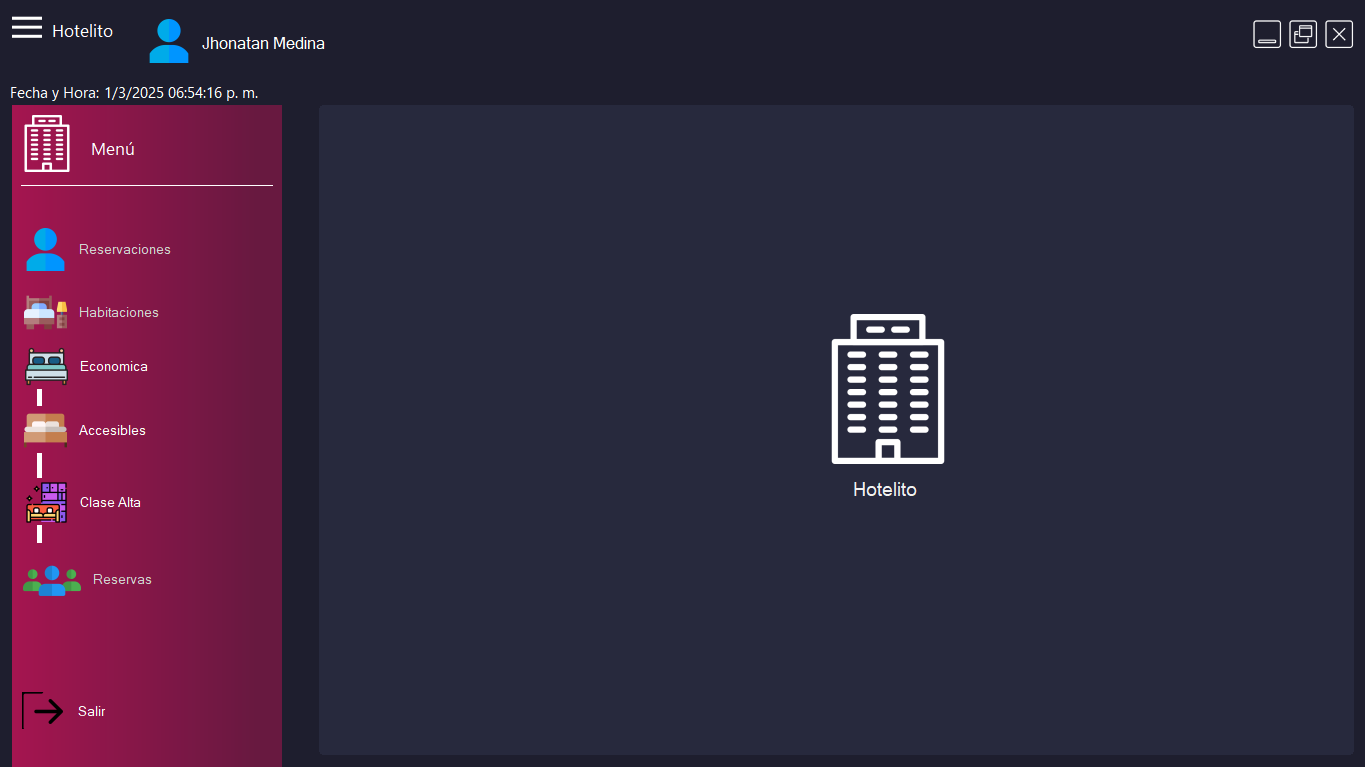 Hotelito
Jhonatan Medina
Fecha y Hora: 1/3/2025 06:54:16 p. m.
Menú
Reservaciones
Habitaciones
Economica
Accesibles
Clase Alta
Reservas
Salir
Hotelito